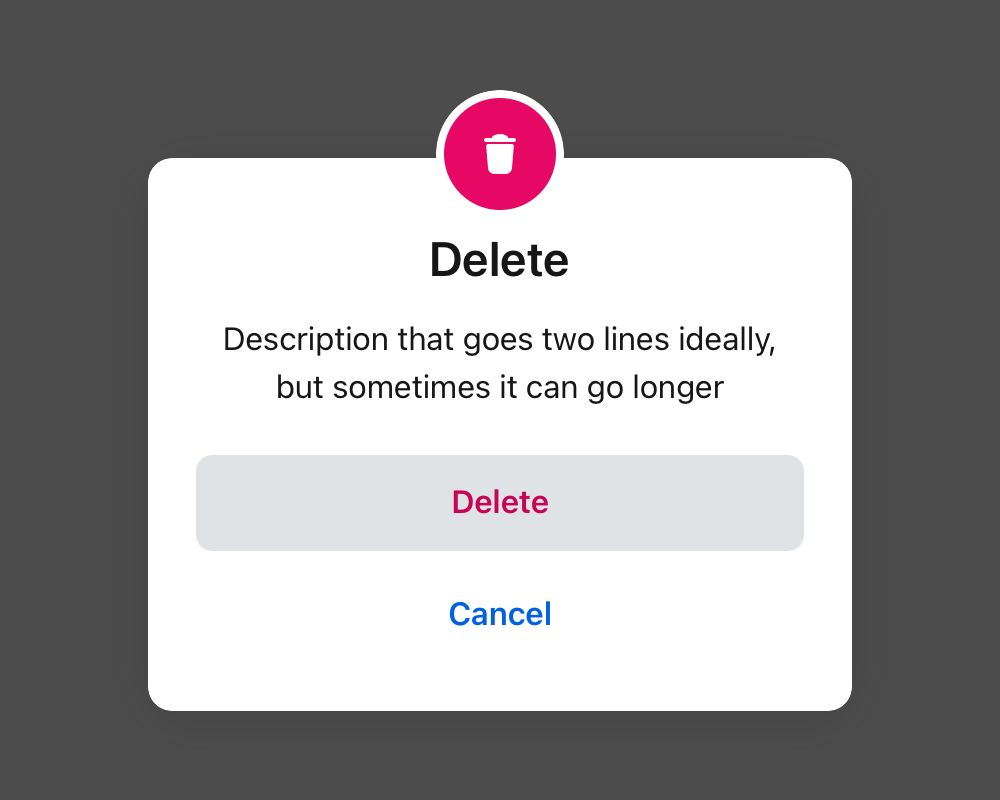 Delete
Description that goes two lines ideally,
but sometimes it can go longer
Delete
Cancel